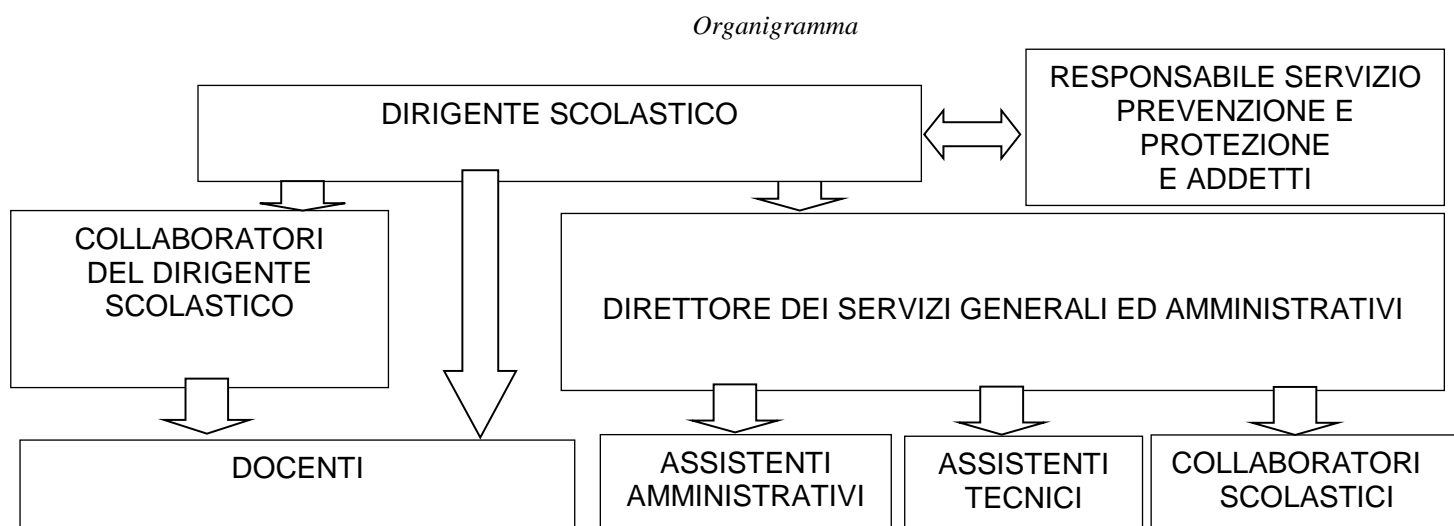 Organigramma
DIRIGENTE SCOLASTICO
RESPONSABILE SERVIZIO
PREVENZIONE E
PROTEZIONE
E ADDETTI
COLLABORATORI
DEL DIRIGENTE
SCOLASTICO
DIRETTORE DEI SERVIZI GENERALI ED AMMINISTRATIVI
DOCENTI
ASSISTENTI
AMMINISTRATIVI
ASSISTENTI
TECNICI
COLLABORATORI
SCOLASTICI